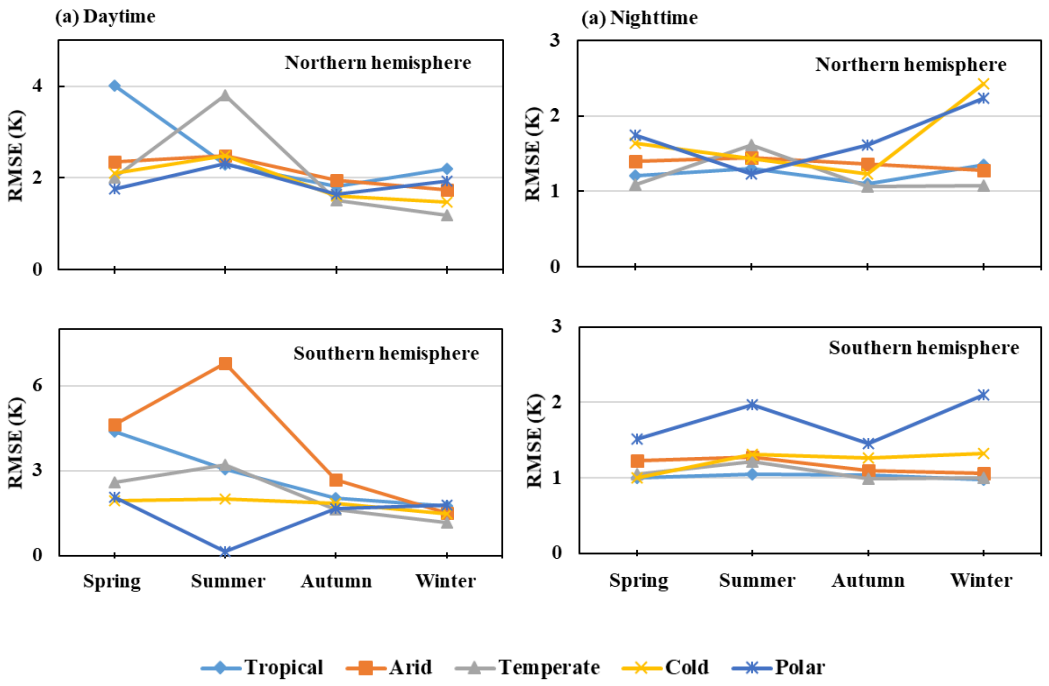 (a) Daytime
(a) Nighttime
Northern hemisphere
RMSE (K)
4
2
0
Northern hemisphere
RMSE (K)
3
2
1
0
Southern hemisphere
RMSE (K)
6
3
0
Spring Summer Autumn Winter
Southern hemisphere
RMSE (K)
3
2
1
0
Spring Summer Autumn Winter
Tropical Arid Temperate Cold Polar